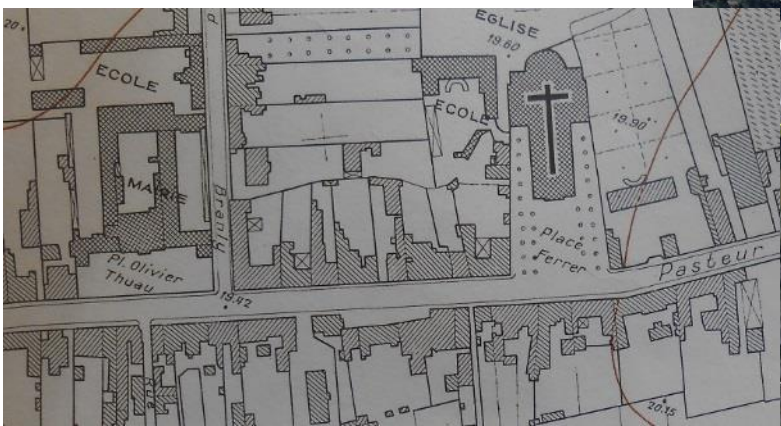 20
d
EGLISE
19.60
ECOLE
ECOLE
19.90
MAIRIE
Branly
Place
Ferrer
Pl. Olivier
Thuau
Pasteur
19.42
Rue
20.15